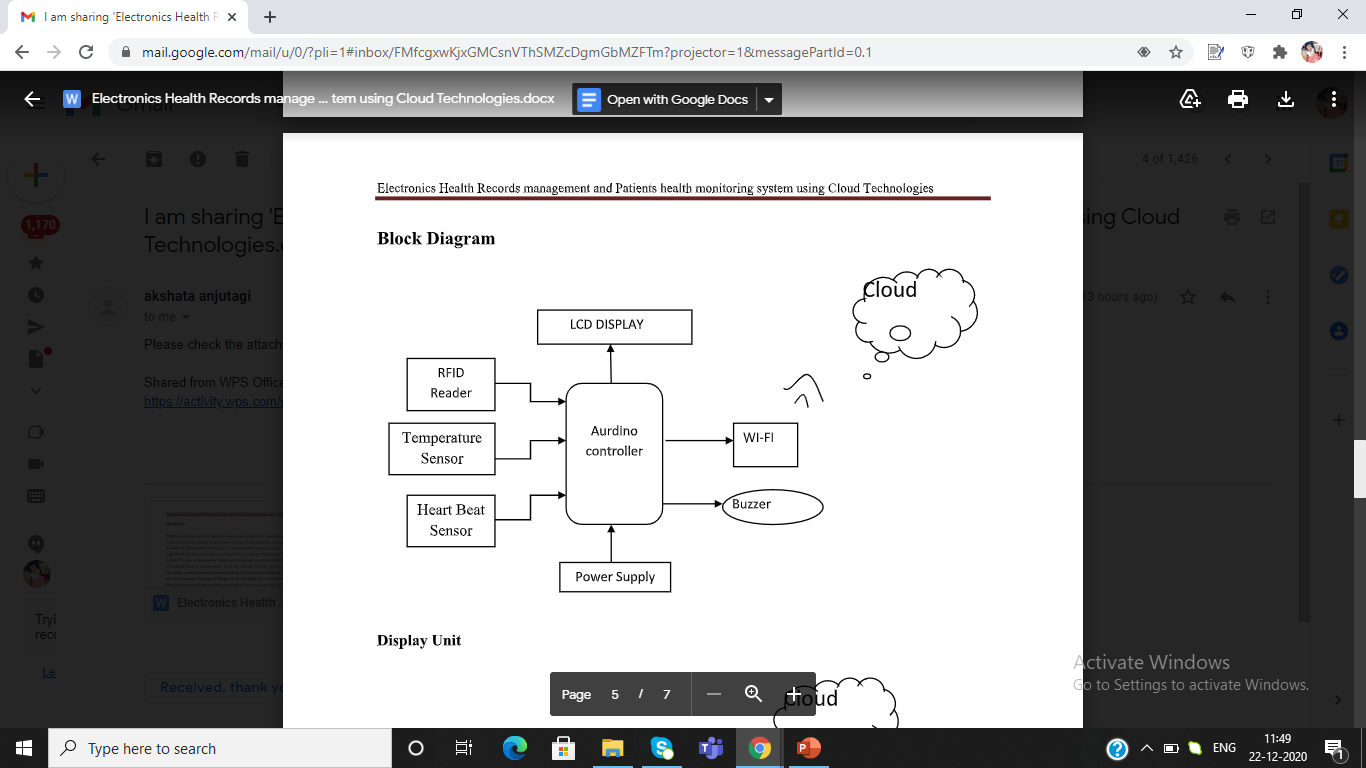 I am sharing 'Electronics Health R
mail.google.com/mail/u/0/?pli=1#inbox/FMfcgxwKjxGMCsnVThSMZcDgmGbMZFTm?projector=1&messagePartId=0.1
W Electronics Health Records manage ... tem using Cloud Technologies.docx
Open with Google Docs
4 of 1,426
1,170
I am sharing 'E
ing Cloud
Technologies.
akshata anjutagi
3 hours ago)
to me
Please check the attach
Shared from WPS Office
https://activity.wps.com/
Electronics Health Records management and Patients health monitoring system using Cloud Technologies
Block Diagram
Cloud
LCD DISPLAY
RFID
Reader
Aurdino
controller
Temperature
Sensor
WI-FI
Heart Beat
Sensor
Buzzer
Power Supply
W Electronics Health ...
Tryi
rec
Display Unit
Le
Received, thank y
Page 5 / 7
Cloud
Activate Windows
Go to Settings to activate Windows.
Type here to search
ENG
11:49
22-12-2020
1